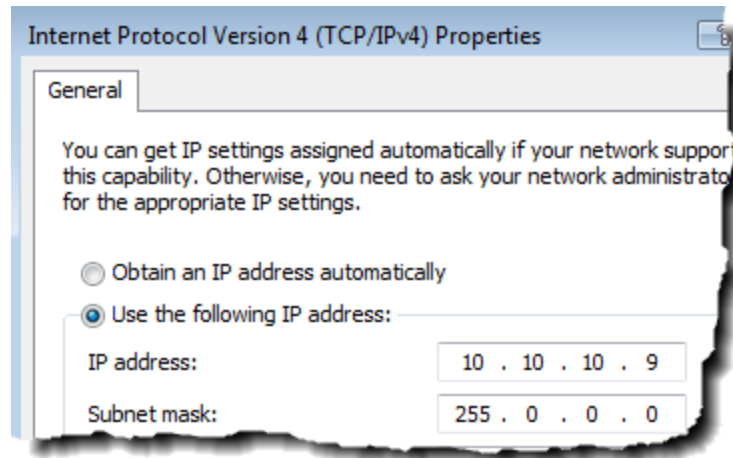 Internet Protocol Version 4 (TCP/IPv4) Properties
General
You can get IP settings assigned automatically if your network support
this capability. Otherwise, you need to ask your network administrato
for the appropriate IP settings.
Obtain an IP address automatically
Use the following IP address:
IP address: 10 . 10 . 10 . 9
Subnet mask: 255 . 0 . 0 . 0